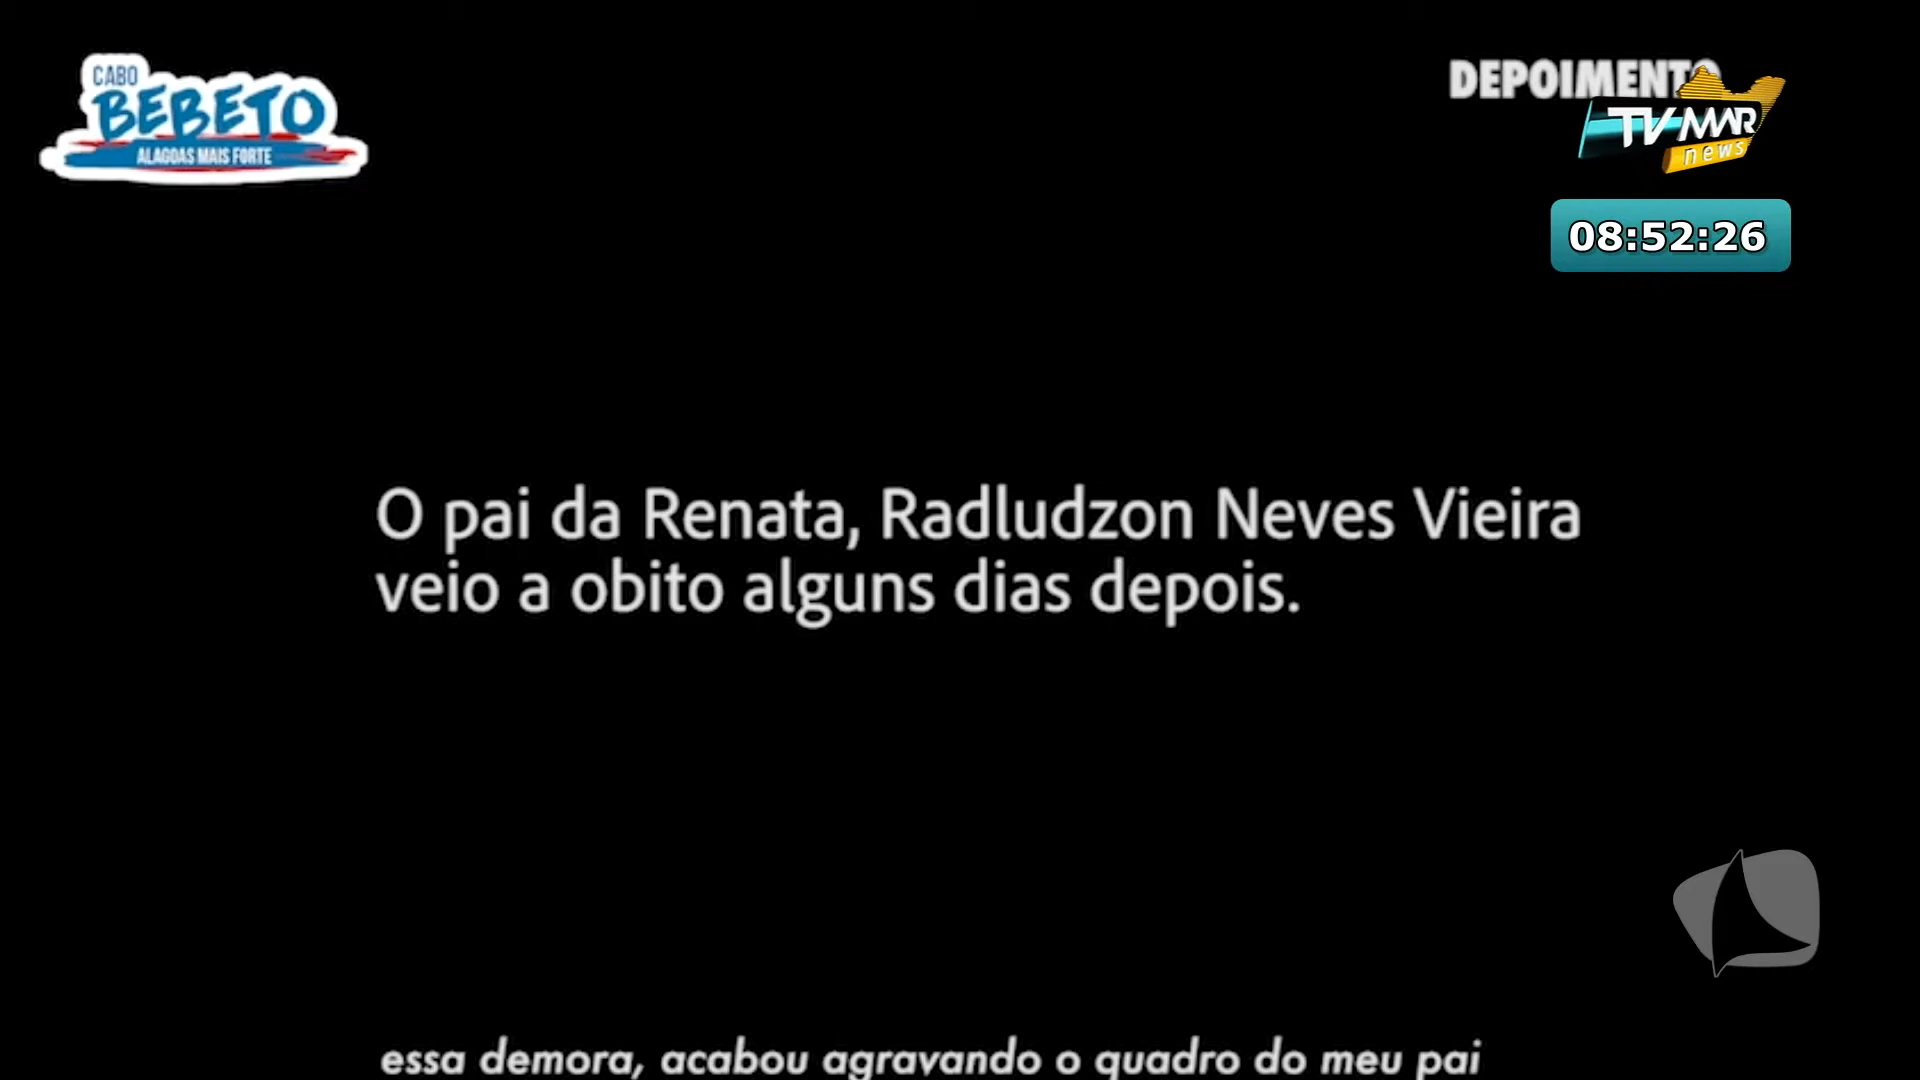 CABO
BEBETO
ALAGOAS MAIS FORTE
DEPOIMENTO
TV MAR
news
08:52:26
O pai da Renata, Radludzon Neves Vieira
veio a obito alguns dias depois.
essa demora, acabou agravando o quadro do meu pai